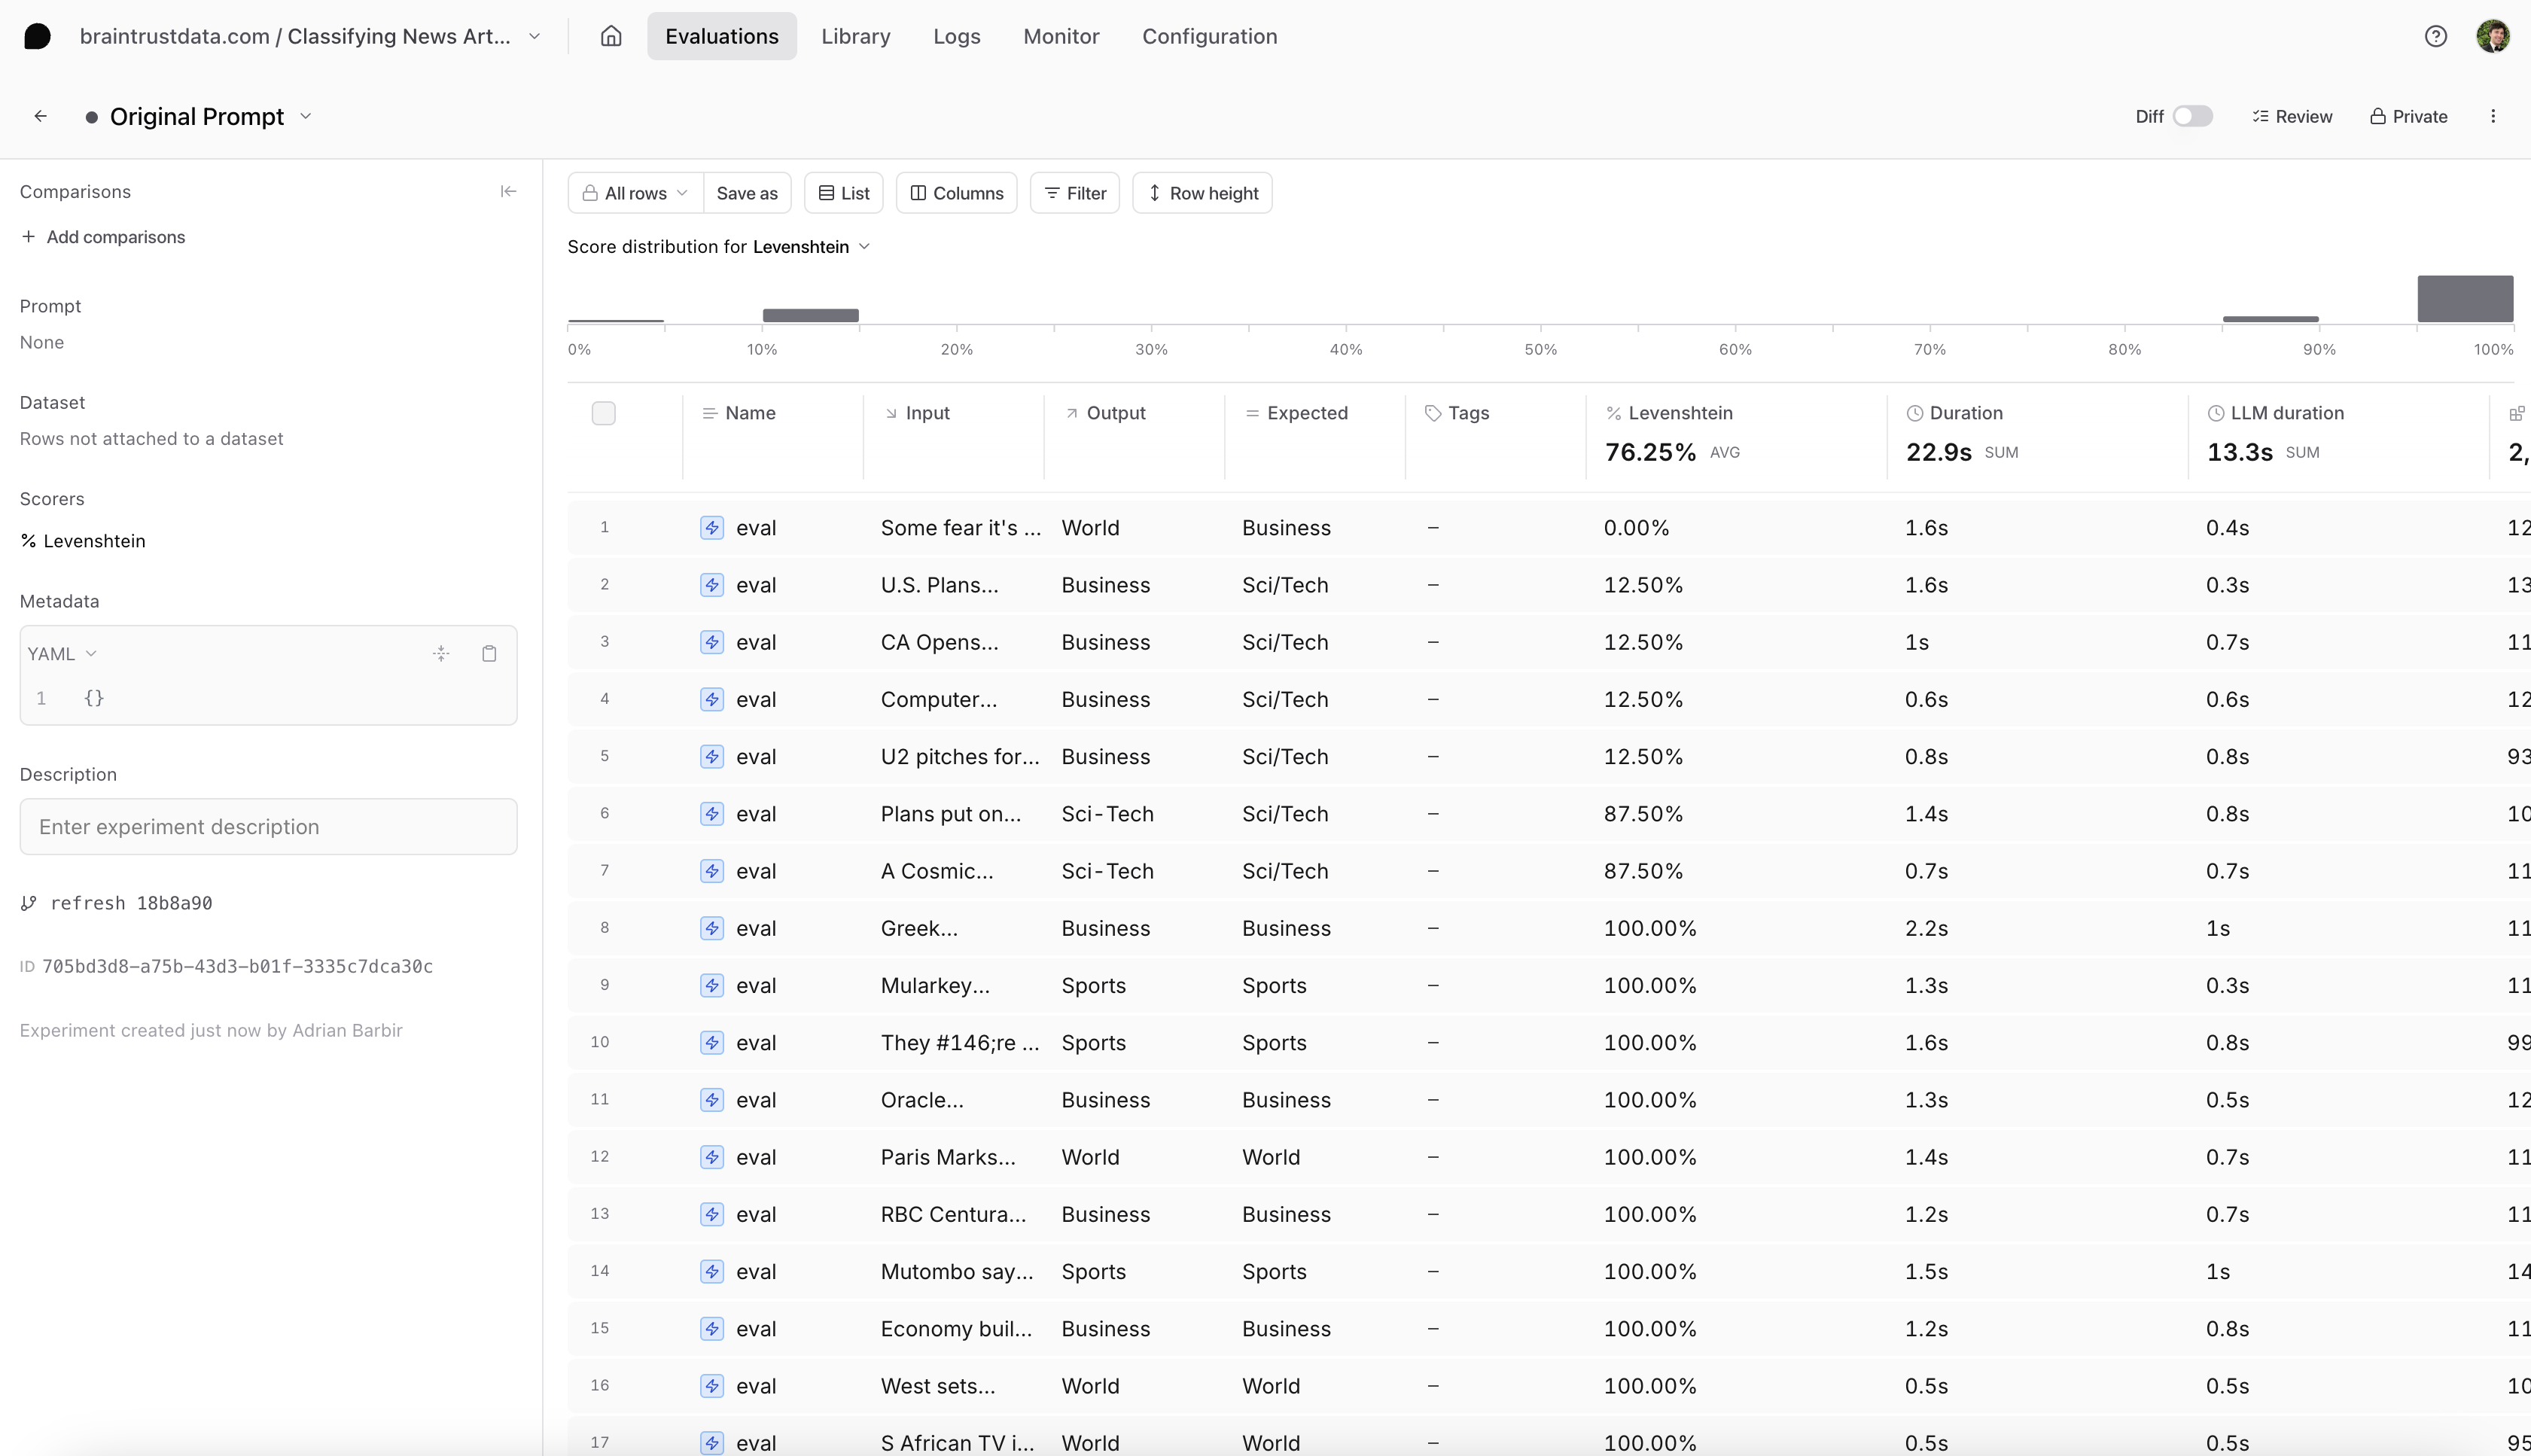 braintrustdata.com / Classifying News Art...
Evaluations
Library
Logs
Monitor
Configuration
Original Prompt
Diff
Review
Private
Comparisons
+ Add comparisons
Prompt
None
Dataset
Rows not attached to a dataset
Scorers
% Levenshtein
Metadata
YAML
1 {}
Description
Enter experiment description
refresh 18b8a90
ID 705bd3d8-a75b-43d3-b01f-3335c7dca30c
Experiment created just now by Adrian Barbir
All rows
Save as
List
Columns
Filter
Row height
Score distribution for Levenshtein
0% 10% 20% 30% 40% 50% 60% 70% 80% 90% 100%
Name Input Output = Expected Tags % Levenshtein Duration LLM duration
76.25% AVG 22.9s SUM 13.3s SUM 2,
1 eval Some fear it's ... World Business – 0.00% 1.6s 0.4s 12
2 eval U.S. Plans... Business Sci/Tech – 12.50% 1.6s 0.3s 13
3 eval CA Opens... Business Sci/Tech – 12.50% 1s 0.7s 11
4 eval Computer... Business Sci/Tech – 12.50% 0.6s 0.6s 12
5 eval U2 pitches for... Business Sci/Tech – 12.50% 0.8s 0.8s 93
6 eval Plans put on... Sci-Tech Sci/Tech – 87.50% 1.4s 0.8s 10
7 eval A Cosmic... Sci-Tech Sci/Tech – 87.50% 0.7s 0.7s 11
8 eval Greek... Business Business – 100.00% 2.2s 1s 11
9 eval Mularkey... Sports Sports – 100.00% 1.3s 0.3s 11
10 eval They #146;re ... Sports Sports – 100.00% 1.6s 0.8s 99
11 eval Oracle... Business Business – 100.00% 1.3s 0.5s 12
12 eval Paris Marks... World World – 100.00% 1.4s 0.7s 11
13 eval RBC Centura... Business Business – 100.00% 1.2s 0.7s 11
14 eval Mutombo say... Sports Sports – 100.00% 1.5s 1s 14
15 eval Economy buil... Business Business – 100.00% 1.2s 0.8s 11
16 eval West sets... World World – 100.00% 0.5s 0.5s 10
17 eval S African TV i... World World – 100.00% 0.5s 0.5s 95